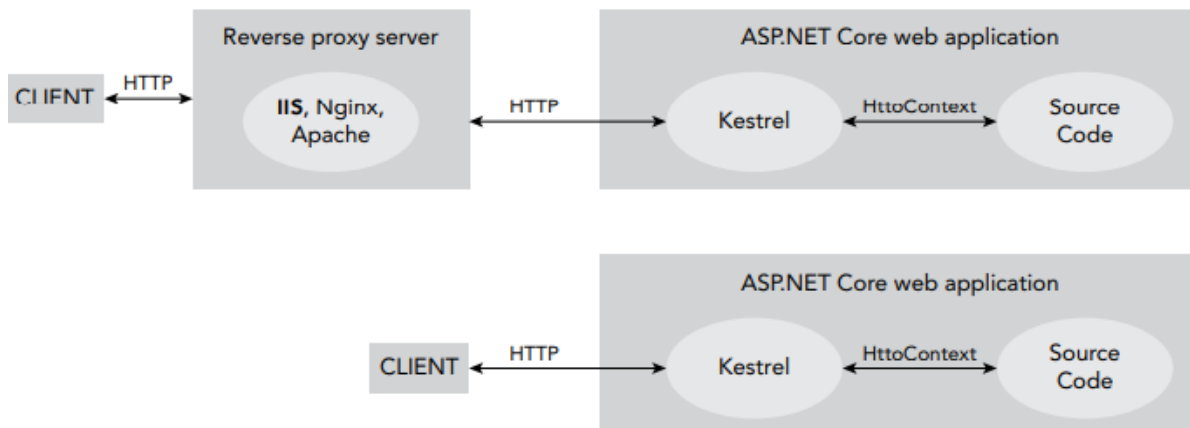 Reverse proxy server
ASP.NET Core web application
CLIENT
HTTP
IIS, Nginx,
Apache
HTTP
Kestrel
HttoContext
Source
Code
ASP.NET Core web application
CLIENT
HTTP
Kestrel
HttoContext
Source
Code